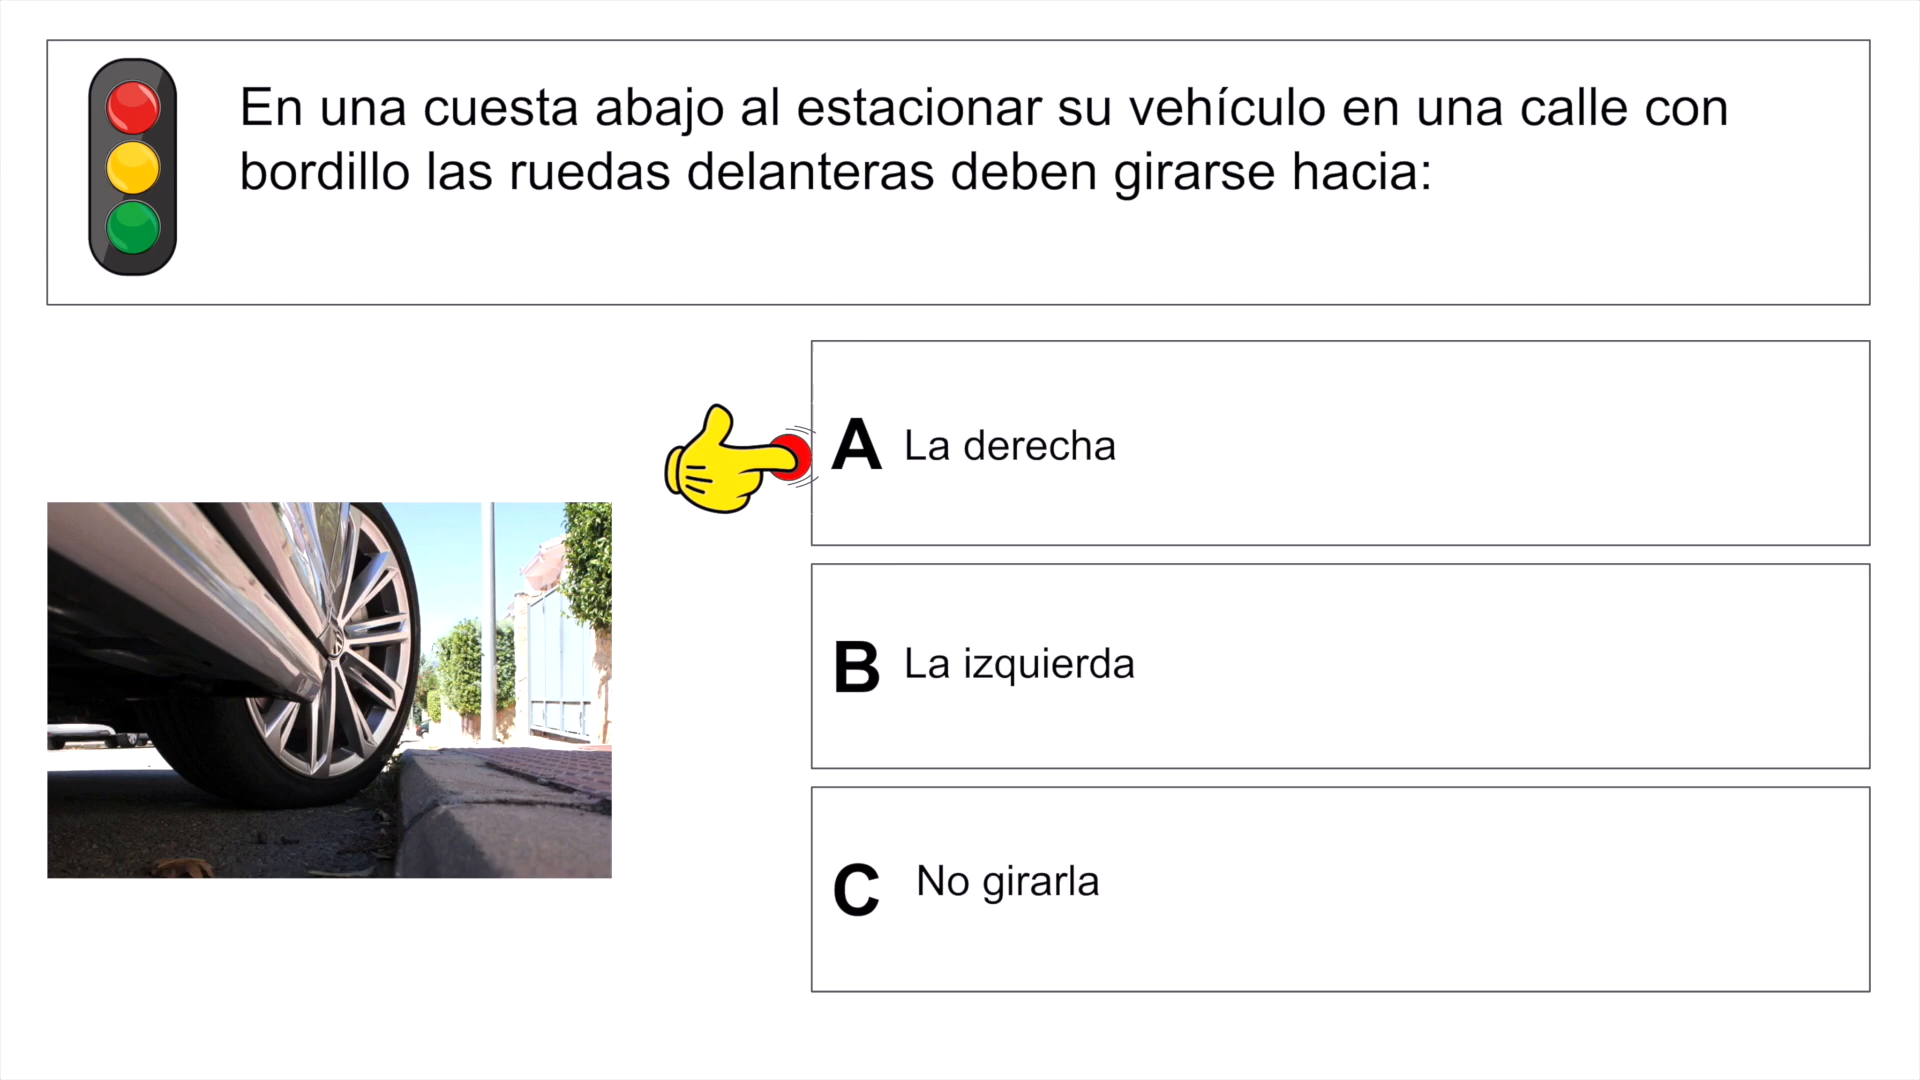 En una cuesta abajo al estacionar su vehículo en una calle con
bordillo las ruedas delanteras deben girarse hacia:
A La derecha
B La izquierda
C No girarla